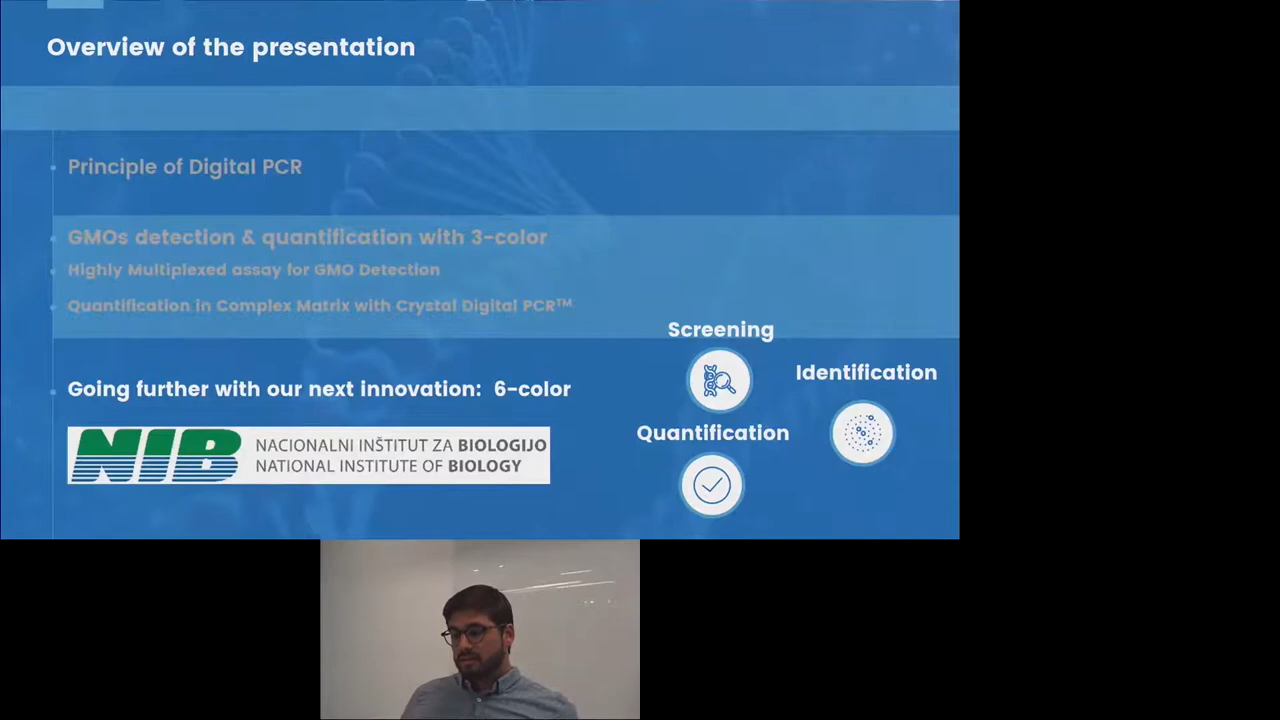 Overview of the presentation
Principle of Digital PCR
GMOs detection & quantification with 3-color
Highly Multiplexed assay for GMO Detection
Quantification in Complex Matrix with Crystal Digital PCR™
Screening
Identification
Going further with our next innovation: 6-color
Quantification
NIB
NACIONALNI INŠTITUT ZA BIOLOGIJO
NATIONAL INSTITUTE OF BIOLOGY